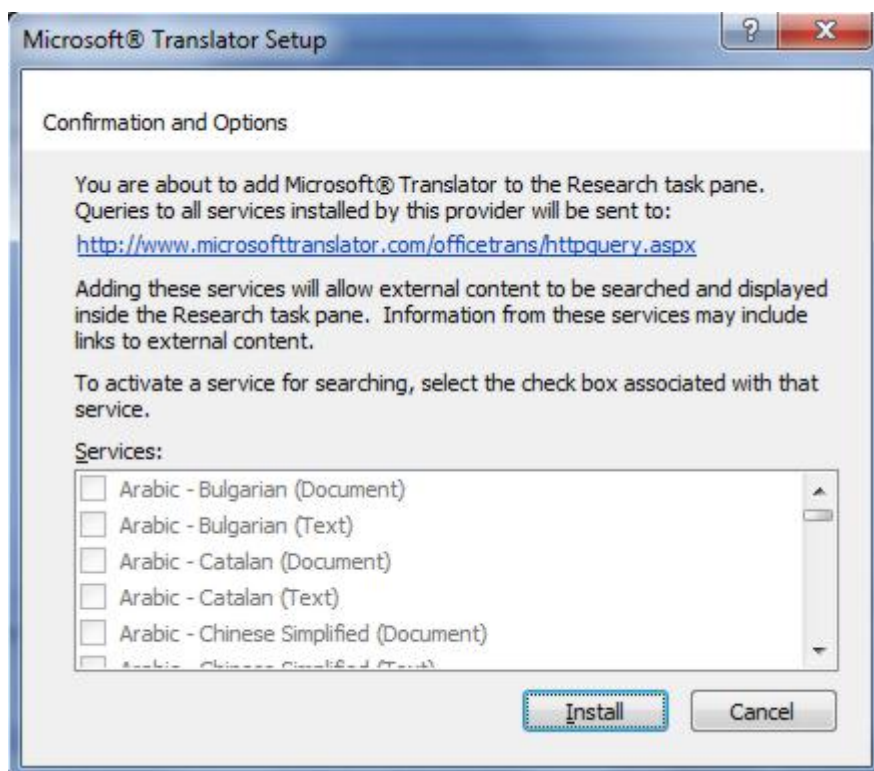 Microsoft® Translator Setup
Confirmation and Options
You are about to add Microsoft® Translator to the Research task pane.
Queries to all services installed by this provider will be sent to:
http://www.microsofttranslator.com/officetrans/httpquery.aspx
Adding these services will allow external content to be searched and displayed
inside the Research task pane.  Information from these services may include
links to external content.
To activate a service for searching, select the check box associated with that
service.
Services:
Arabic - Bulgarian (Document)
Arabic - Bulgarian (Text)
Arabic - Catalan (Document)
Arabic - Catalan (Text)
Arabic - Chinese Simplified (Document)
Arabic - Chinese Simplified (Text)
Install
Cancel